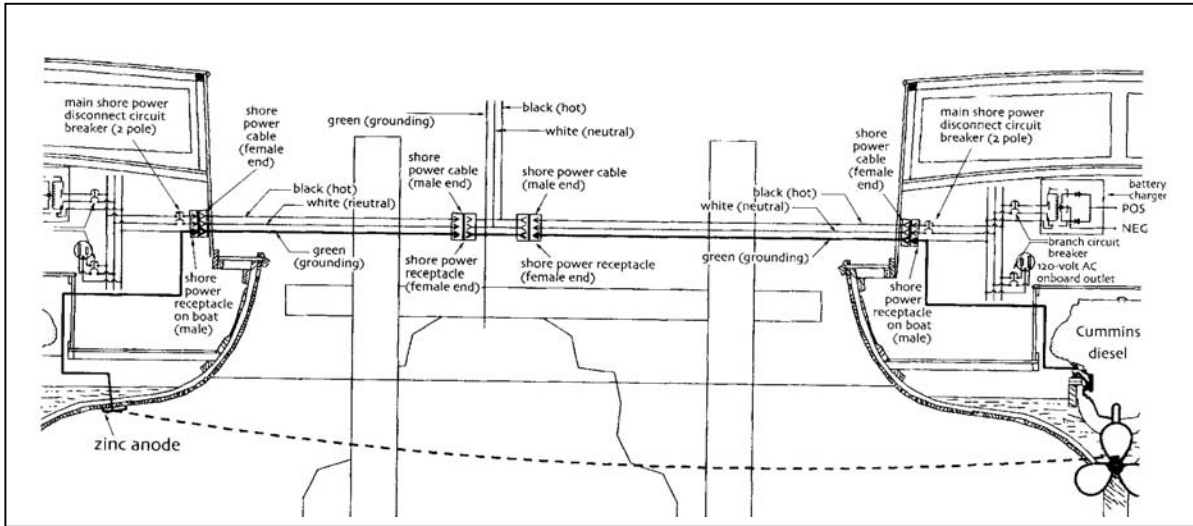 main shore power
disconnect circuit
breaker (2 pole)
shore
power
cable
(female
end)
green (grounding)
black (hot)
white (neutral)
shore
power cable
(male end)
shore power cable
(male end)
black (hot)
white (neutral)
green
(grounding)
shore power
receptacle
(female end)
shore power receptacle
(female end)
shore
power
receptacle
on boat
(male)
zinc anode
shore
power
cable
(female
end)
main shore power
disconnect circuit
breaker (2 pole)
black (hot)
white (neutral)
green (grounding)
battery
charger
POS
NEG
branch circuit
breaker
120-volt AC
onboard outlet
shore
power
receptacle
on boat
(male)
Cummins
diesel